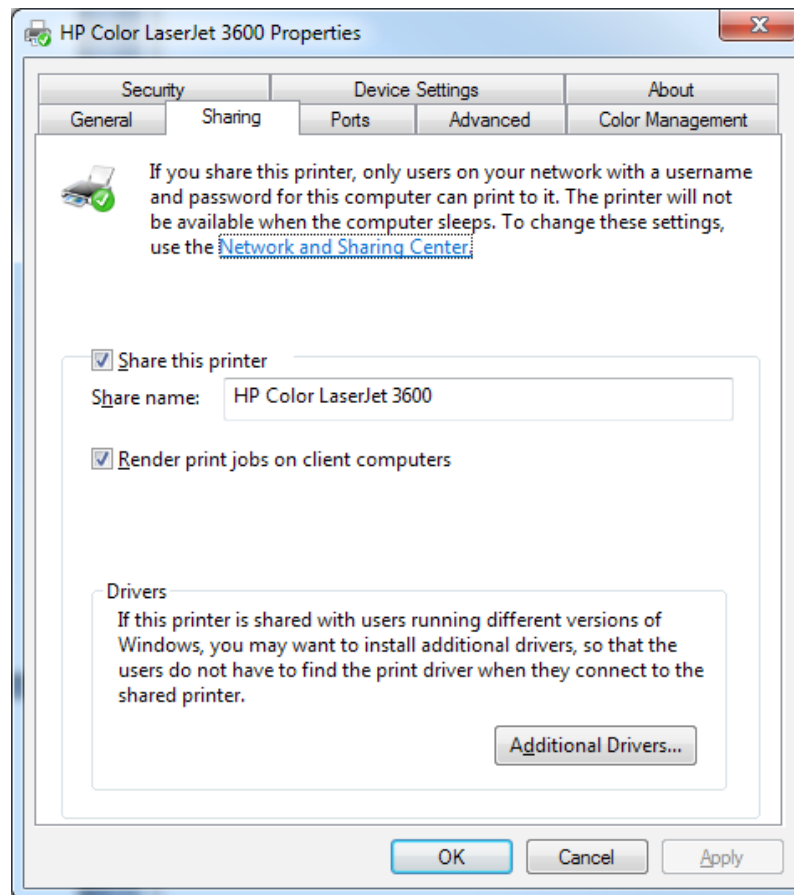 HP Color LaserJet 3600 Properties
Security Device Settings About
General Sharing Ports Advanced Color Management
If you share this printer, only users on your network with a username
and password for this computer can print to it. The printer will not
be available when the computer sleeps. To change these settings,
use the Network and Sharing Center.
Share this printer
Share name: HP Color LaserJet 3600
Render print jobs on client computers
Drivers
If this printer is shared with users running different versions of
Windows, you may want to install additional drivers, so that the
users do not have to find the print driver when they connect to the
shared printer.
Additional Drivers...
OK Cancel Apply